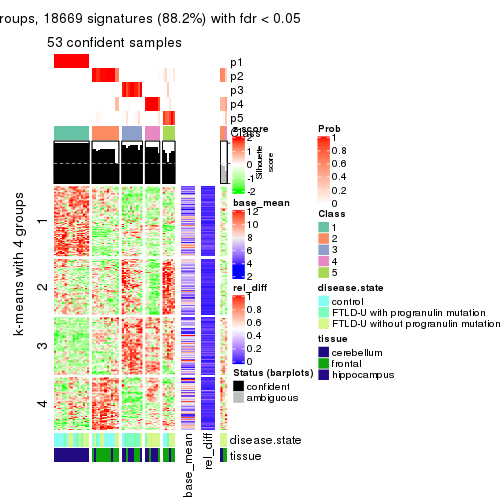 roups, 18669 signatures (88.2%) with fdr < 0.05
53 confident samples
p1
p2
p3
p4
p5
Class
Silhouette
score
k-means with 4 groups
1
2
3
4
disease.state
tissue
base_mean
rel_diff
z-score
2
1
0
-1
-2
base_mean
12
10
8
6
4
2
rel_diff
1
0.8
0.6
0.4
0.2
0
Status (barplots)
confident
ambiguous
Prob
1
0.8
0.6
0.4
0.2
0
Class
1
2
3
4
5
disease.state
control
FTLD-U with progranulin mutation
FTLD-U without progranulin mutation
tissue
cerebellum
frontal
hippocampus